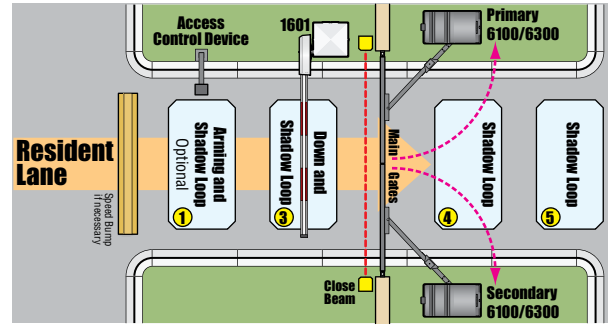 Access
Control Device
1601
Primary
6100/6300
Resident
Lane
Speed Bump
if necessary
Arming and
Shadow Loop
Optional
1
Down and
Shadow Loop
3
Main Gates
Shadow Loop
4
Shadow Loop
5
Close
Beam
Secondary
6100/6300